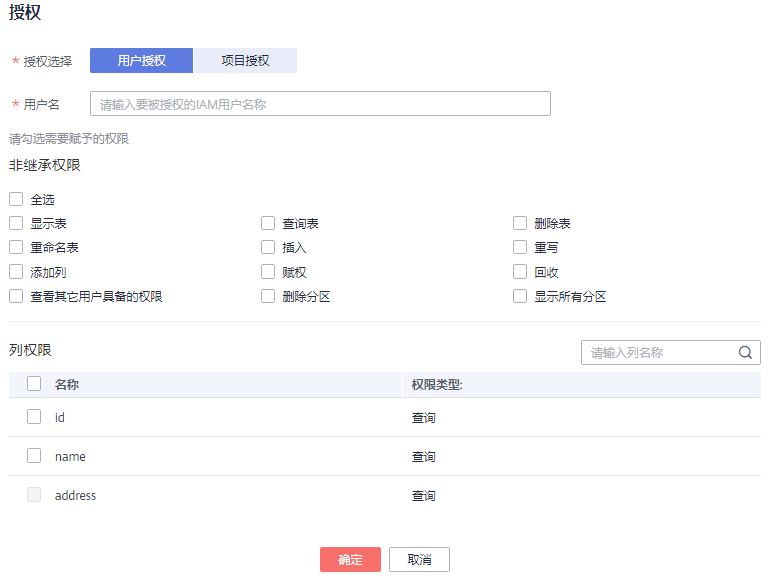 授权
* 授权选择 用户授权 项目授权
* 用户名 请输入要被授权的IAM用户名称
请勾选需要赋予的权限
非继承权限
全选
显示表 查询表 删除表
重命名表 插入 重写
添加列 赋权 回收
查看其它用户具备的权限 删除分区 显示所有分区
列权限 请输入列名称
名称 权限类型:
id 查询
name 查询
address 查询
确定 取消